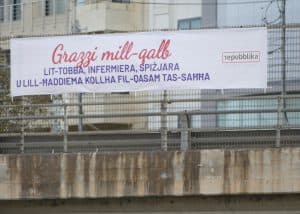 Grazzi mill-qalb
LIT-TOBBA, INFERMIERA, SPIŻJARA
U LILL-ĦADDIEMA KOLLHA FIL-QASAM TAS-SAĦĦA
repubblika